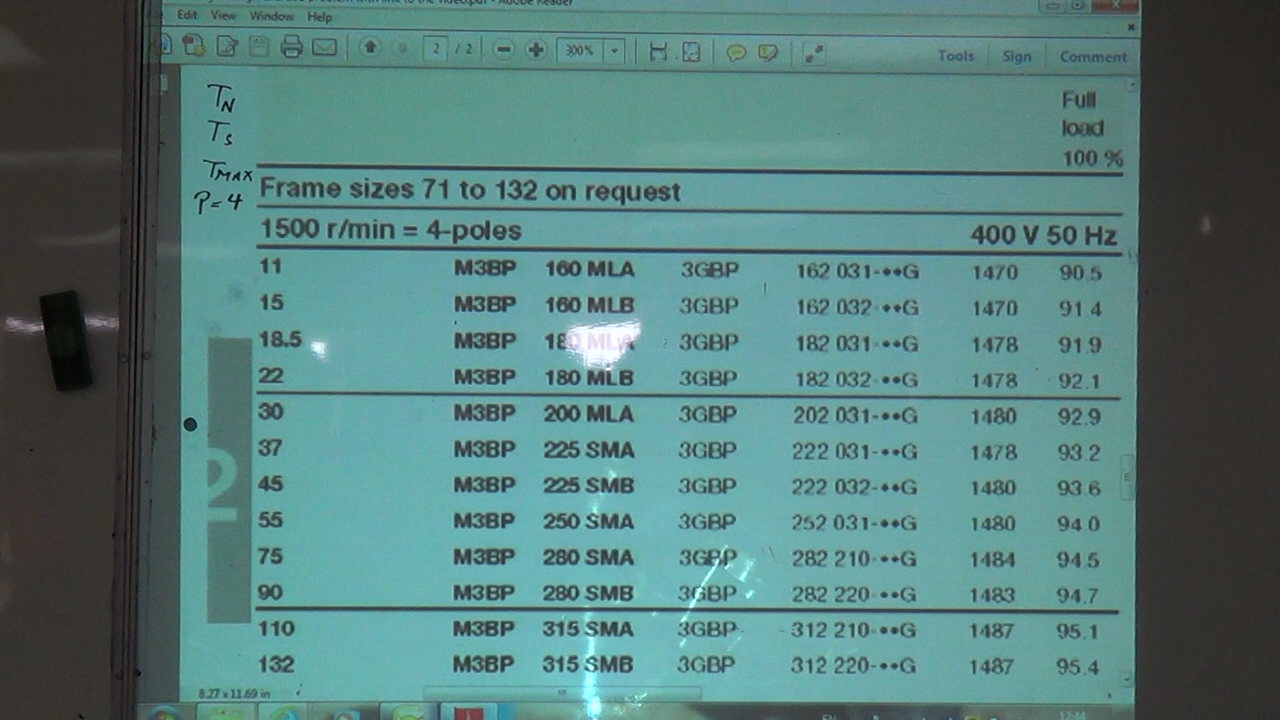 Edit View Window Help
2 / 2 300% Tools Sign Comment
T_N
T_S
T_MAX
P=4
Full
load
100 %
Frame sizes 71 to 132 on request
1500 r/min = 4-poles 400 V 50 Hz
11 M3BP 160 MLA 3GBP 162 031-••G 1470 90.5
15 M3BP 160 MLB 3GBP 162 032-••G 1470 91.4
18.5 M3BP 180 MLA 3GBP 182 031-••G 1478 91.9
22 M3BP 180 MLB 3GBP 182 032-••G 1478 92.1
30 M3BP 200 MLA 3GBP 202 031-••G 1480 92.9
37 M3BP 225 SMA 3GBP 222 031-••G 1478 93.2
45 M3BP 225 SMB 3GBP 222 032-••G 1480 93.6
55 M3BP 250 SMA 3GBP 252 031-••G 1480 94.0
75 M3BP 280 SMA 3GBP 282 210-••G 1484 94.5
90 M3BP 280 SMB 3GBP 282 220-••G 1483 94.7
110 M3BP 315 SMA 3GBP 312 210-••G 1487 95.1
132 M3BP 315 SMB 3GBP 312 220-••G 1487 95.4
2
8.27 x 11.69 in